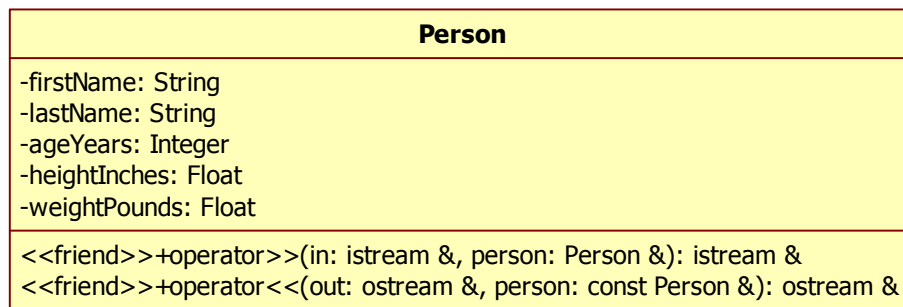 Person
-firstName: String
-lastName: String
-ageYears: Integer
-heightInches: Float
-weightPounds: Float
<<friend>>+operator>>(in: istream &, person: Person &): istream &
<<friend>>+operator<<(out: ostream &, person: const Person &): ostream &